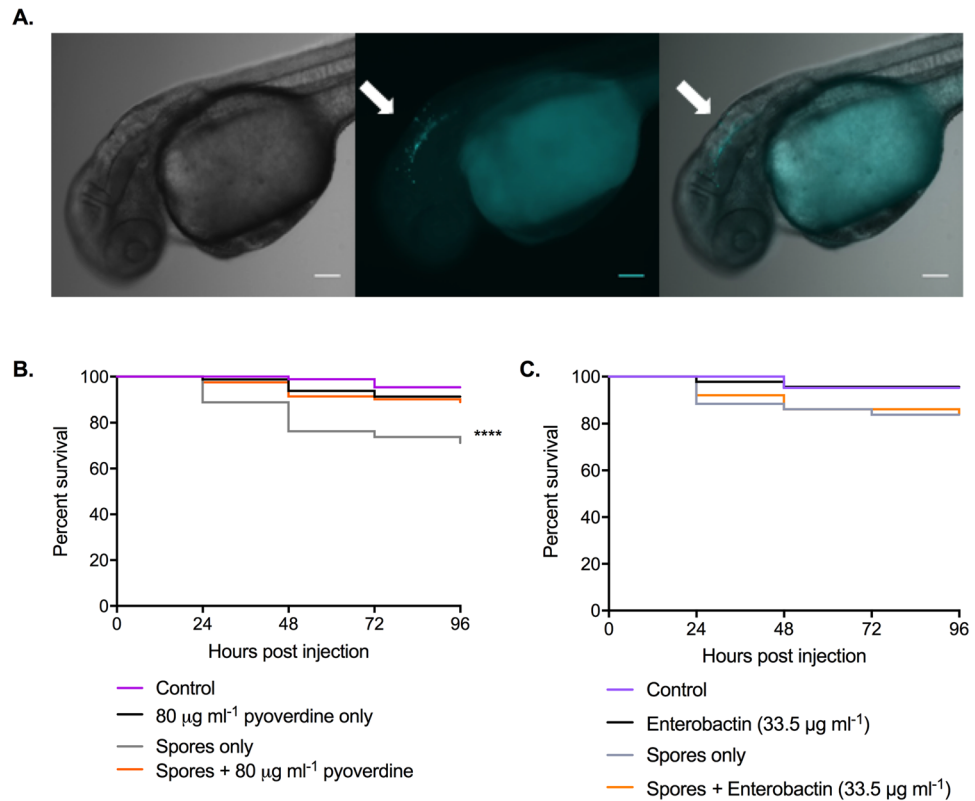 A.
B.
Percent survival
100
80
60
40
20
0
0 24 48 72 96
****
Hours post injection
Control
80 μg ml⁻¹ pyoverdine only
Spores only
Spores + 80 μg ml⁻¹ pyoverdine
C.
Percent survival
100
80
60
40
20
0
0 24 48 72 96
Hours post injection
Control
Enterobactin (33.5 μg ml⁻¹)
Spores only
Spores + Enterobactin (33.5 μg ml⁻¹)